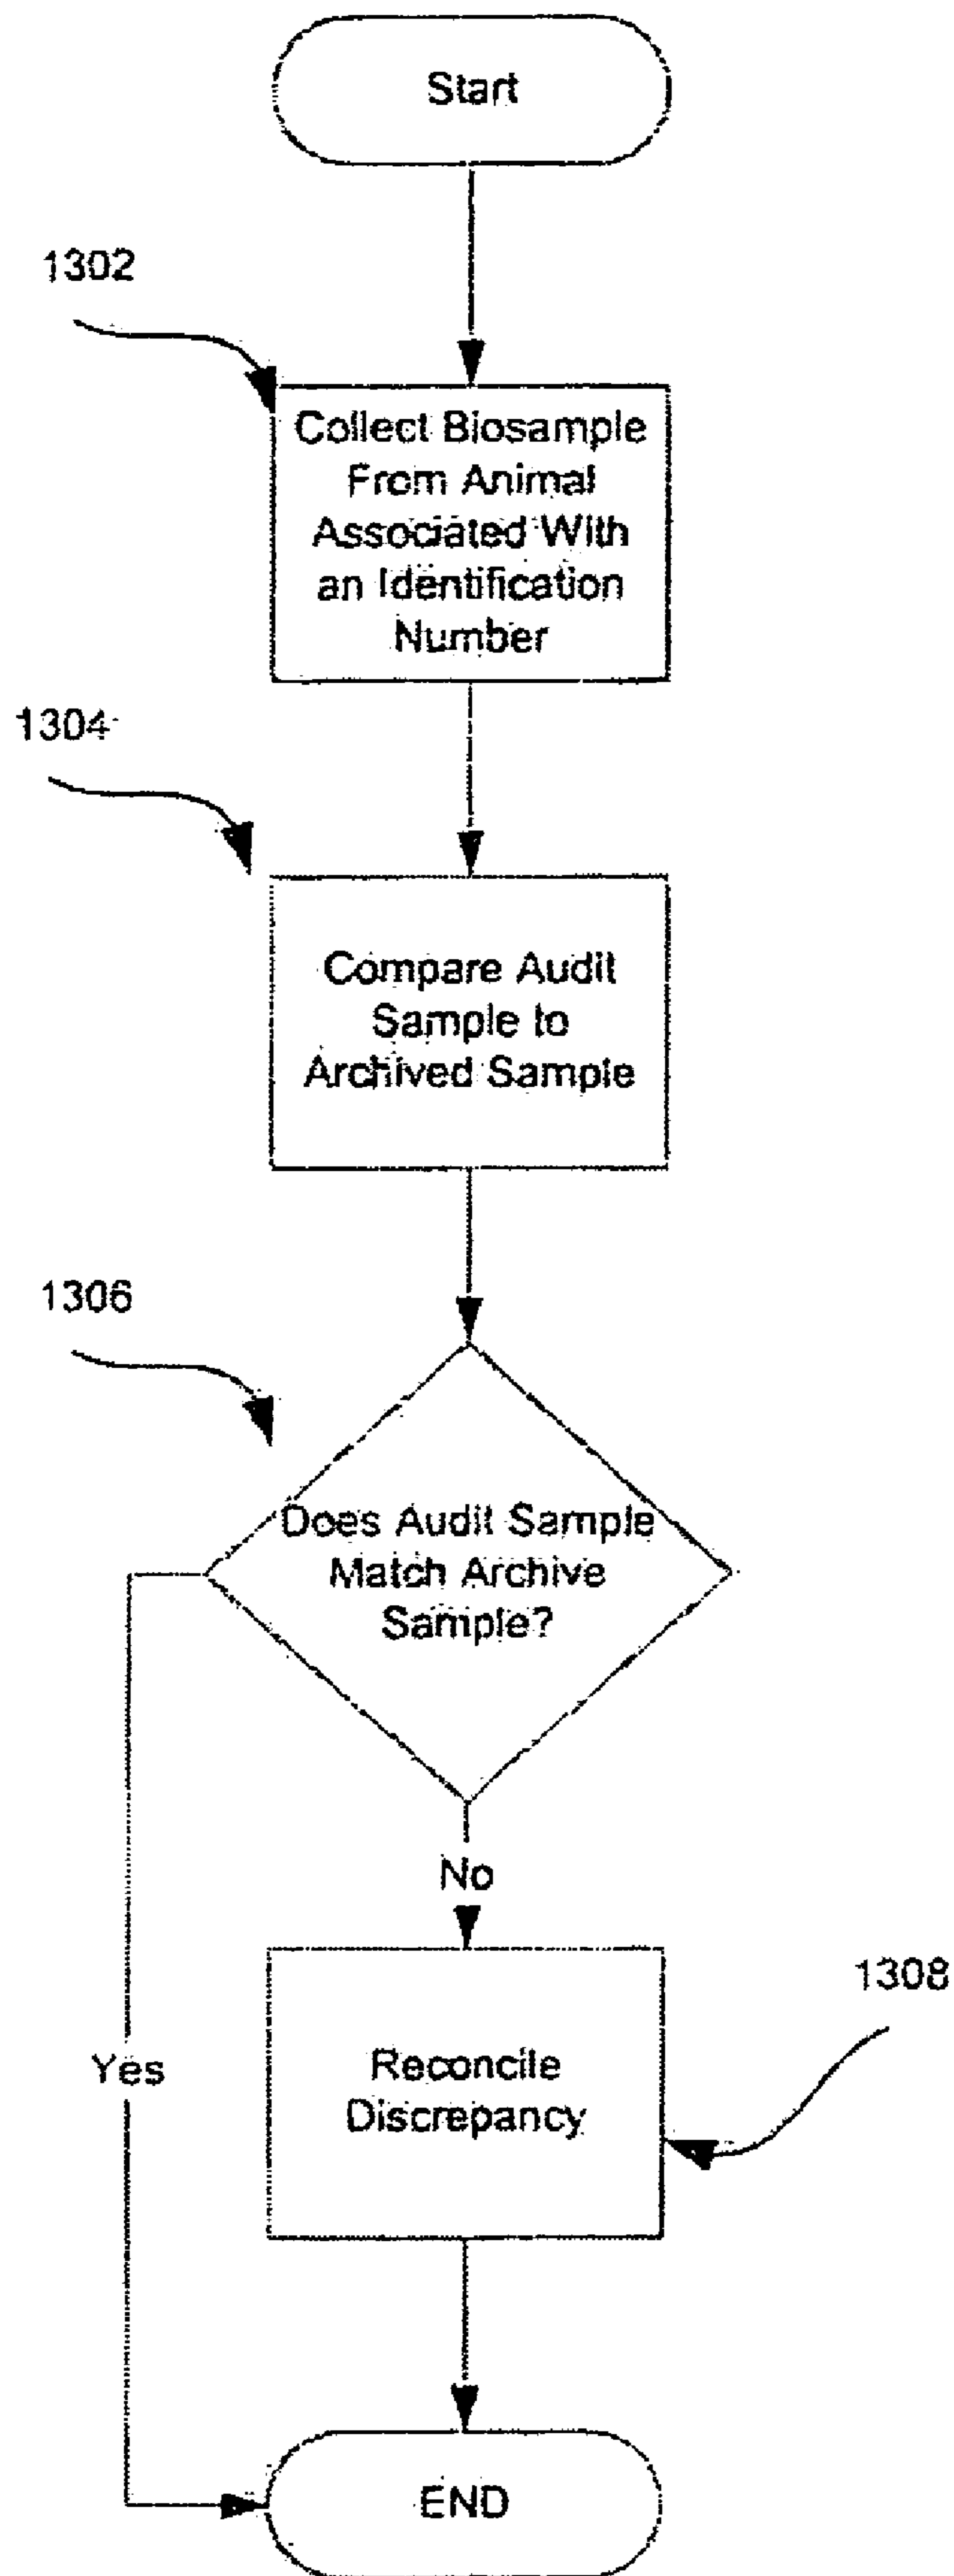 Start
1302
Collect Biosample
From Animal
Associated With
an Identification
Number
1304
Compare Audit
Sample to
Archived Sample
1306
Does Audit Sample
Match Archive
Sample?
No
1308
Reconcile
Discrepancy
Yes
END